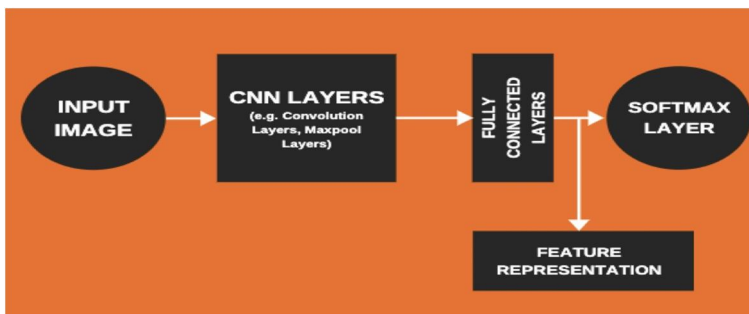 INPUT
IMAGE
CNN LAYERS
(e.g. Convolution
Layers, Maxpool
Layers)
FULLY
CONNECTED
LAYERS
SOFTMAX
LAYER
FEATURE
REPRESENTATION